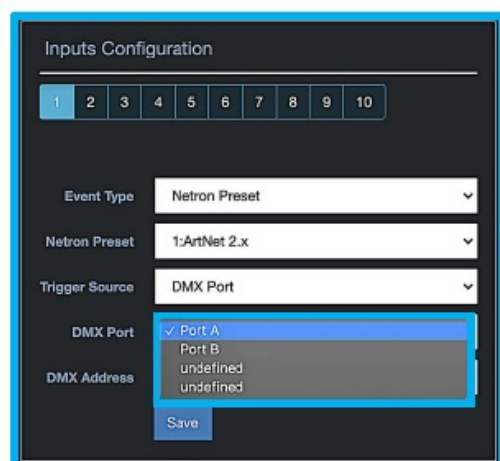 Inputs Configuration
1 2 3 4 5 6 7 8 9 10
Event Type Netron Preset
Netron Preset 1:ArtNet 2.x
Trigger Source DMX Port
DMX Port ✓ Port A
Port B
undefined
DMX Address undefined
Save